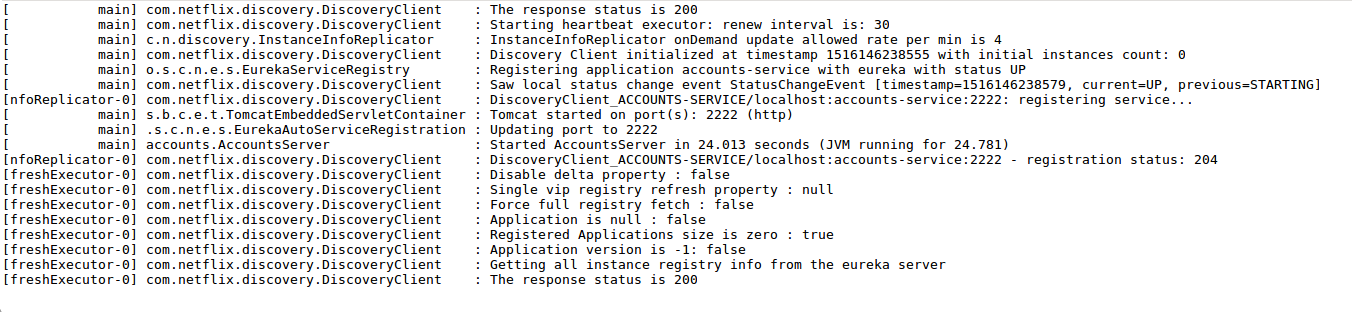 [           main] com.netflix.discovery.DiscoveryClient    : The response status is 200
[           main] com.netflix.discovery.DiscoveryClient    : Starting heartbeat executor: renew interval is: 30
[           main] c.n.discovery.InstanceInfoReplicator     : InstanceInfoReplicator onDemand update allowed rate per min is 4
[           main] com.netflix.discovery.DiscoveryClient    : Discovery Client initialized at timestamp 1516146238555 with initial instances count: 0
[           main] o.s.c.n.e.s.EurekaServiceRegistry        : Registering application accounts-service with eureka with status UP
[           main] com.netflix.discovery.DiscoveryClient    : Saw local status change event StatusChangeEvent [timestamp=1516146238579, current=UP, previous=STARTING]
[nfoReplicator-0] com.netflix.discovery.DiscoveryClient    : DiscoveryClient_ACCOUNTS-SERVICE/localhost:accounts-service:2222: registering service...
[           main] s.b.c.e.t.TomcatEmbeddedServletContainer : Tomcat started on port(s): 2222 (http)
[           main] .s.c.n.e.s.EurekaAutoServiceRegistration : Updating port to 2222
[           main] accounts.AccountsServer                  : Started AccountsServer in 24.013 seconds (JVM running for 24.781)
[nfoReplicator-0] com.netflix.discovery.DiscoveryClient    : DiscoveryClient_ACCOUNTS-SERVICE/localhost:accounts-service:2222 - registration status: 204
[freshExecutor-0] com.netflix.discovery.DiscoveryClient    : Disable delta property : false
[freshExecutor-0] com.netflix.discovery.DiscoveryClient    : Single vip registry refresh property : null
[freshExecutor-0] com.netflix.discovery.DiscoveryClient    : Force full registry fetch : false
[freshExecutor-0] com.netflix.discovery.DiscoveryClient    : Application is null : false
[freshExecutor-0] com.netflix.discovery.DiscoveryClient    : Registered Applications size is zero : true
[freshExecutor-0] com.netflix.discovery.DiscoveryClient    : Application version is -1: false
[freshExecutor-0] com.netflix.discovery.DiscoveryClient    : Getting all instance registry info from the eureka server
[freshExecutor-0] com.netflix.discovery.DiscoveryClient    : The response status is 200